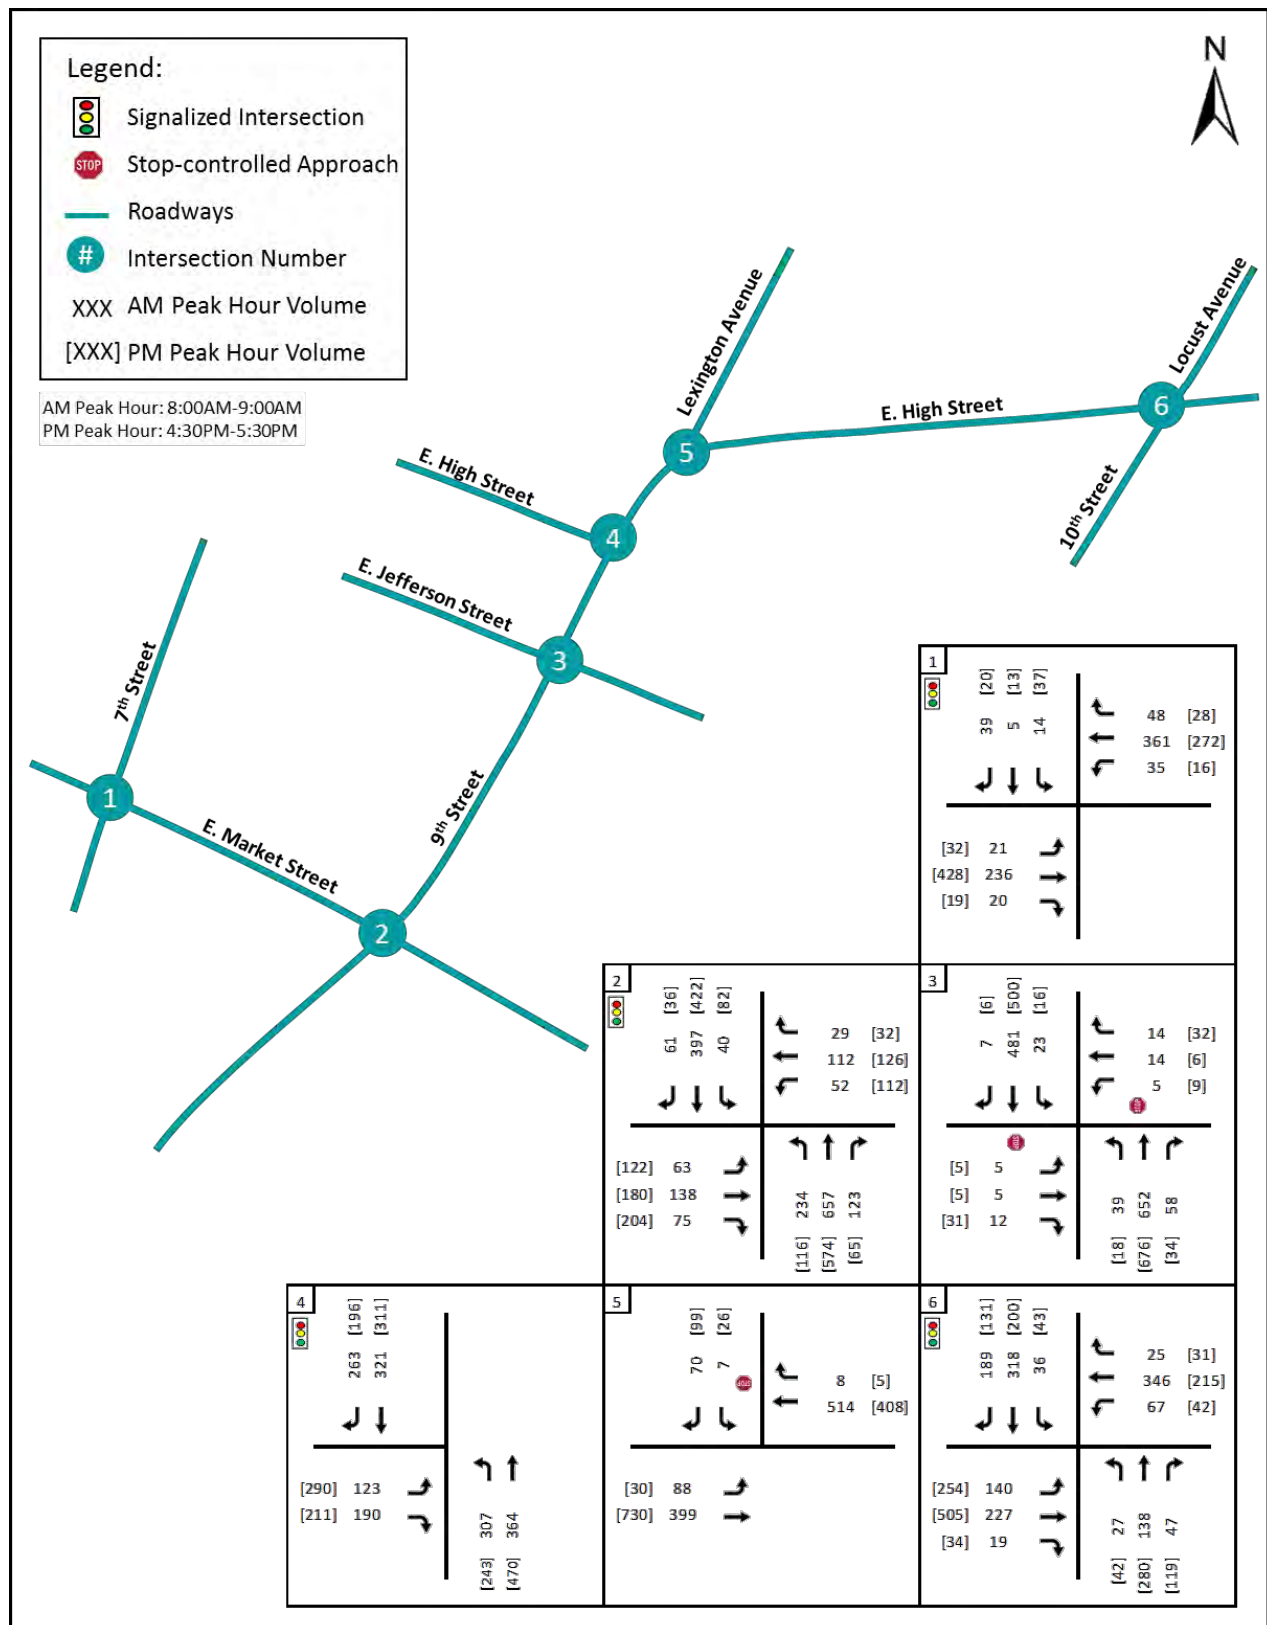 N
Legend:
Signalized Intersection
STOP Stop-controlled Approach
Roadways
# Intersection Number
XXX AM Peak Hour Volume
[XXX] PM Peak Hour Volume
AM Peak Hour: 8:00AM-9:00AM
PM Peak Hour: 4:30PM-5:30PM
Lexington Avenue
Locust Avenue
E. High Street
6
5
E. High Street
10th Street
4
E. Jefferson Street
3
7th Street
1
9th Street
E. Market Street
2
1
[20] [13] [37]
39 5 14
48 [28]
361 [272]
35 [16]
[32] 21
[428] 236
[19] 20
2
[36] [422] [82]
61 397 40
29 [32]
112 [126]
52 [112]
[122] 63
[180] 138
[204] 75
234 657 123
[116] [574] [65]
3
[6] [500] [16]
7 481 23
14 [32]
14 [6]
5 [9]
STOP
STOP
[5] 5
[5] 5
[31] 12
39 652 58
[18] [676] [34]
4
[196] [311]
263 321
[290] 123
[211] 190
307 364
[243] [470]
5
[99] [26]
70 7
STOP
8 [5]
514 [408]
[30] 88
[730] 399
6
[131] [200] [43]
189 318 36
25 [31]
346 [215]
67 [42]
[254] 140
[505] 227
[34] 19
27 138 47
[42] [280] [119]